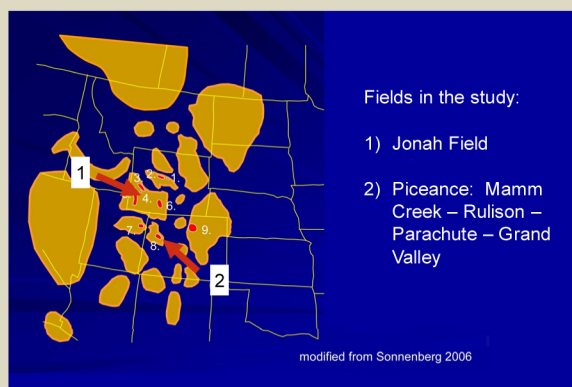 Fields in the study:
1) Jonah Field
2) Piceance: Mamm
Creek – Rulison –
Parachute – Grand
Valley
1
3.
2.
1.
4.
6.
7.
8.
9.
2
modified from Sonnenberg 2006